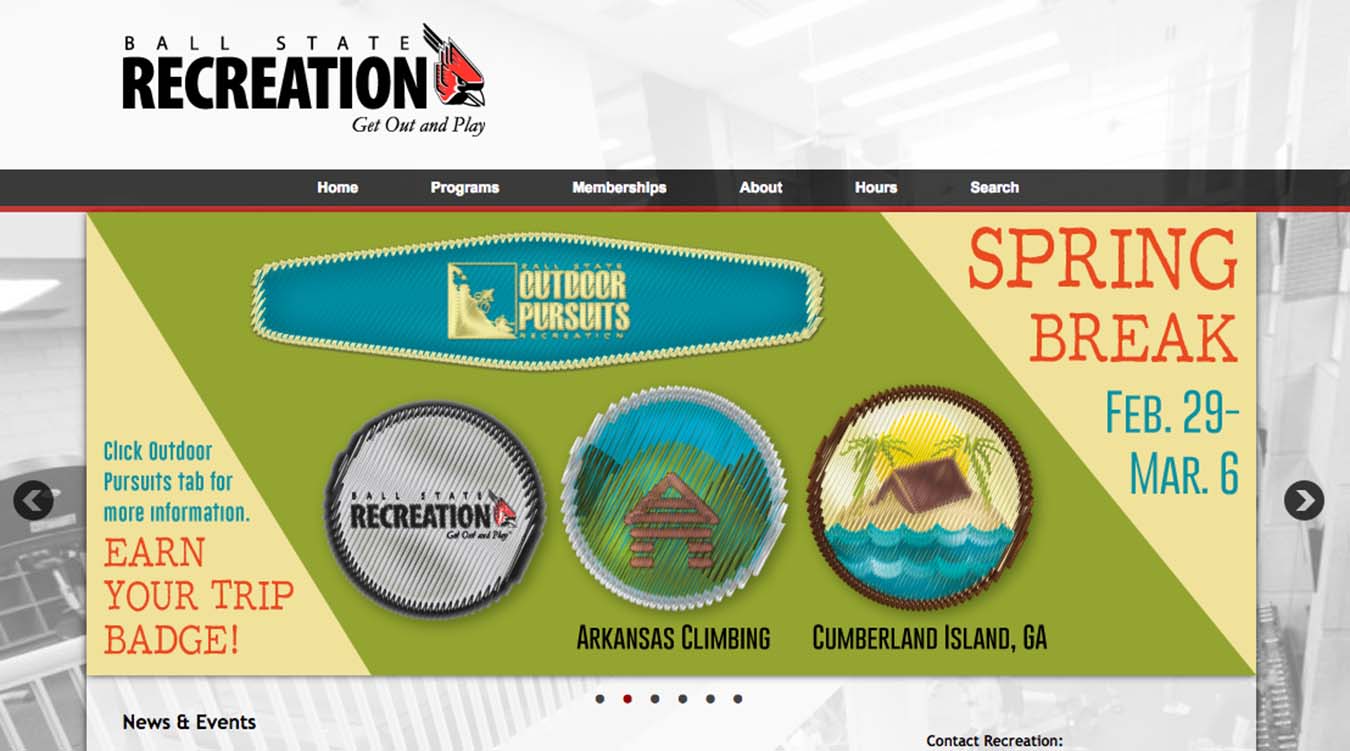 BALL STATE
RECREATION
Get Out and Play
Home Programs Memberships About Hours Search
BALL STATE
OUTDOOR
PURSUITS
RECREATION
SPRING
BREAK
FEB. 29-
MAR. 6
Click Outdoor
Pursuits tab for
more information.
EARN
YOUR TRIP
BADGE!
BALL STATE
RECREATION
Get Out and Play
ARKANSAS CLIMBING
CUMBERLAND ISLAND, GA
News & Events
Contact Recreation: